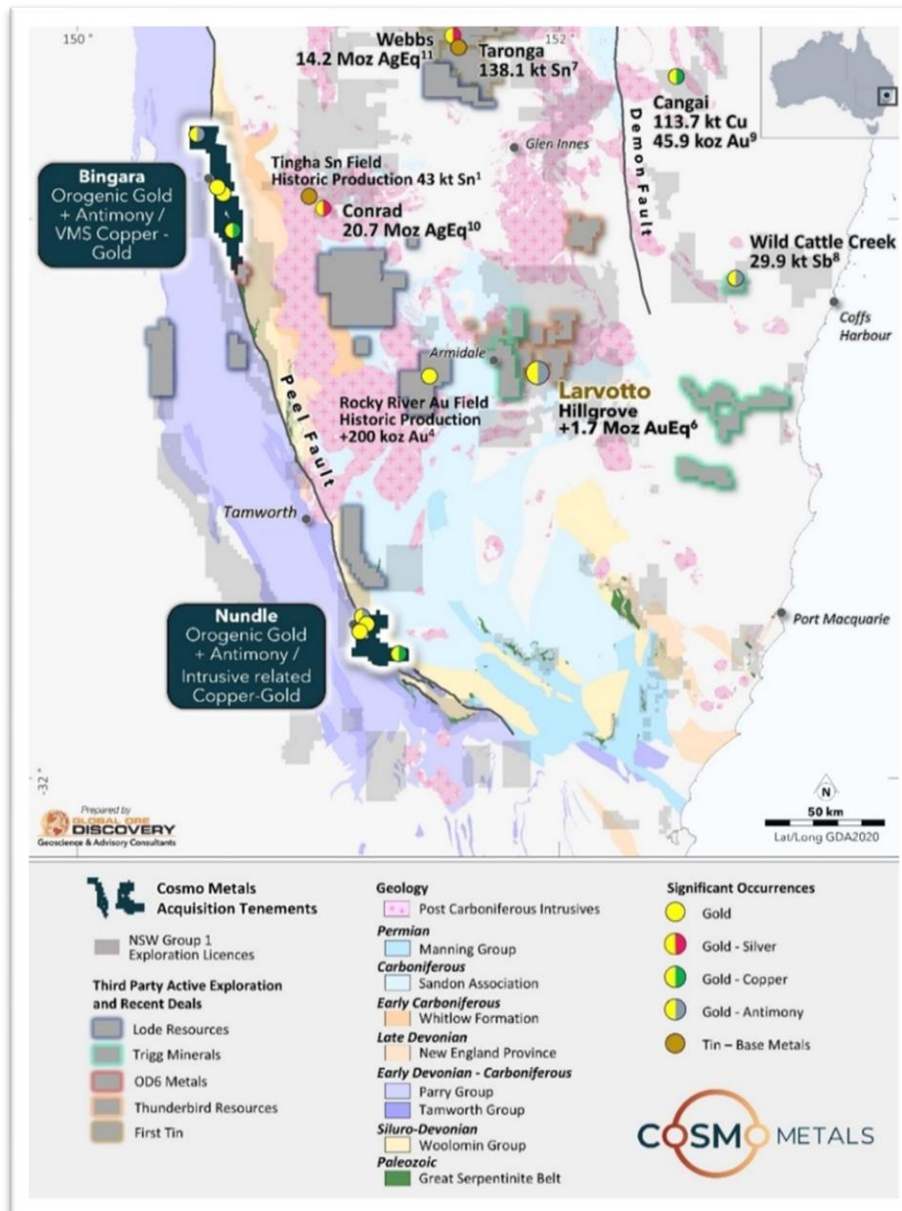 150 °
152 °
Webbs
14.2 Moz AgEq¹¹
Taronga
138.1 kt Sn⁷
Cangai
113.7 kt Cu
45.9 koz Au⁹
Glen Innes
Demon Fault
Bingara
Orogenic Gold
+ Antimony /
VMS Copper -
Gold
Tingha Sn Field
Historic Production 43 kt Sn¹
Conrad
20.7 Moz AgEq¹⁰
Wild Cattle Creek
29.9 kt Sb⁸
Coffs
Harbour
Armidale
Peel Fault
Rocky River Au Field
Historic Production
+200 koz Au⁴
Larvotto
Hillgrove
+1.7 Moz AuEq⁶
Tamworth
Nundle
Orogenic Gold
+ Antimony /
Intrusive related
Copper-Gold
Port Macquarie
-32 °
Prepared by
GLOBAL ORE
DISCOVERY
Geoscience & Advisory Consultants
N
50 km
Lat/Long GDA2020
Cosmo Metals
Acquisition Tenements
NSW Group 1
Exploration Licences
Third Party Active Exploration
and Recent Deals
Lode Resources
Trigg Minerals
OD6 Metals
Thunderbird Resources
First Tin
Geology
Post Carboniferous Intrusives
Permian
Manning Group
Carboniferous
Sandon Association
Early Carboniferous
Whitlow Formation
Late Devonian
New England Province
Early Devonian - Carboniferous
Parry Group
Tamworth Group
Siluro-Devonian
Woolomin Group
Paleozoic
Great Serpentinite Belt
Significant Occurrences
Gold
Gold - Silver
Gold - Copper
Gold - Antimony
Tin – Base Metals
COSMO METALS